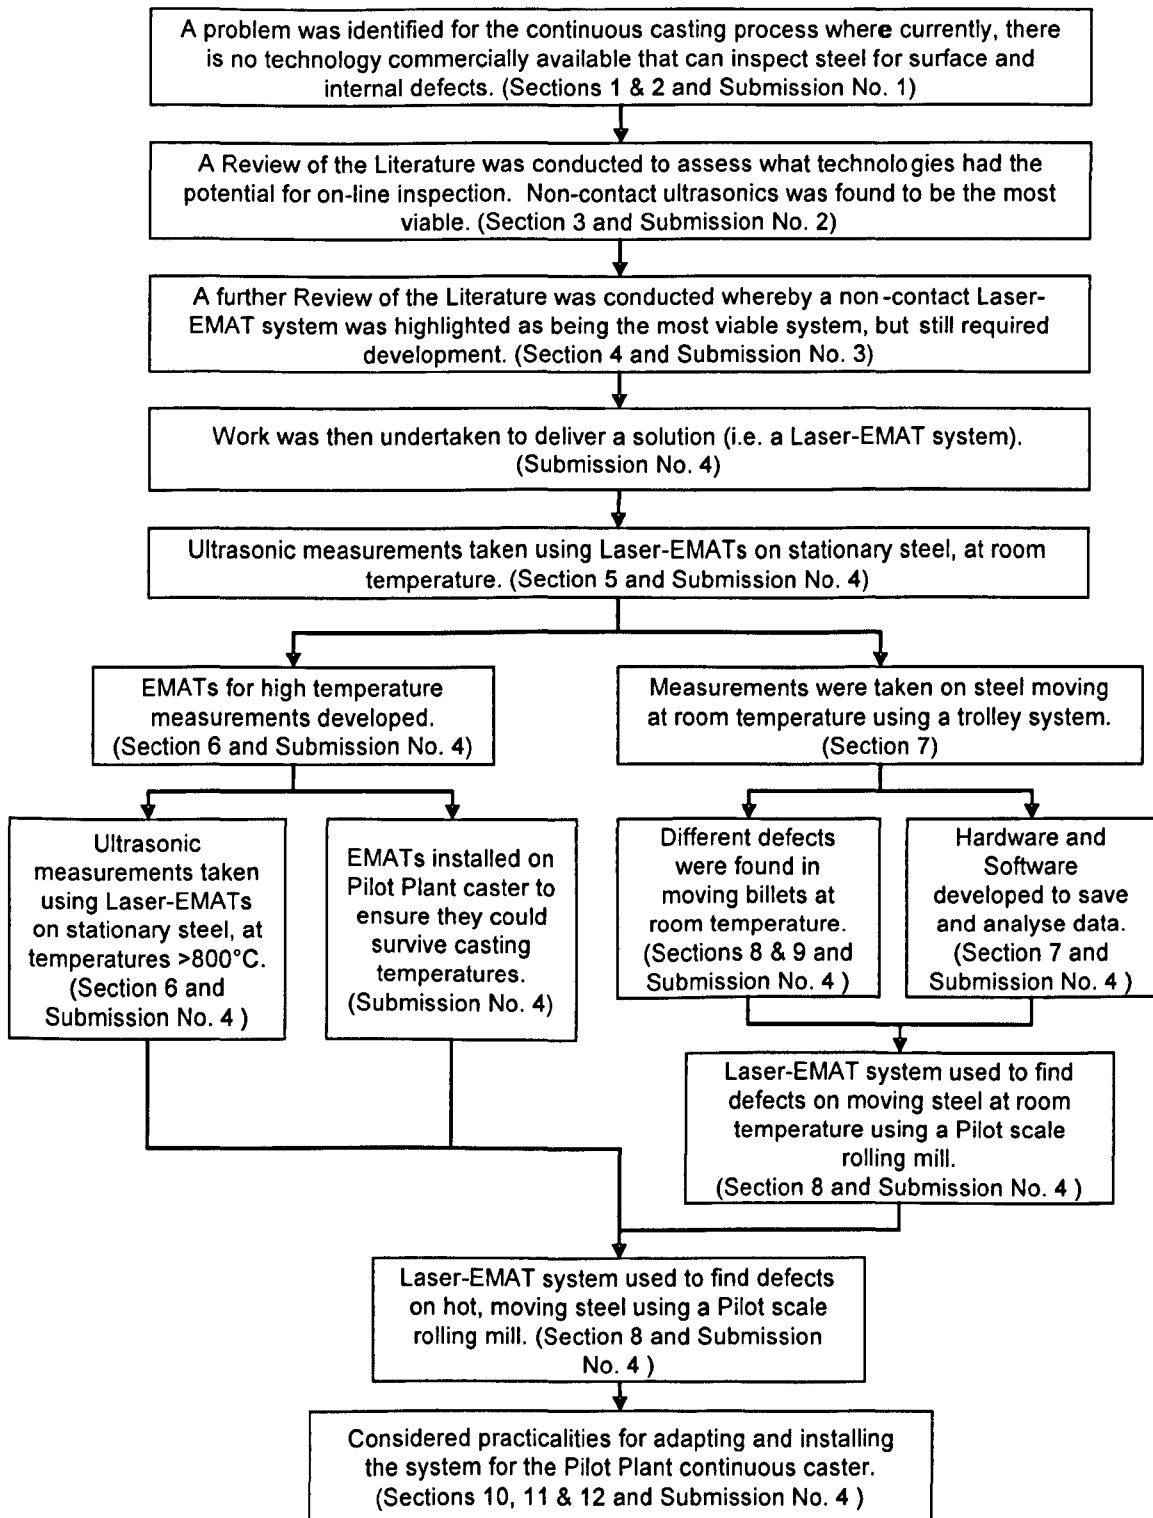 A problem was identified for the continuous casting process where currently, there
is no technology commercially available that can inspect steel for surface and
internal defects. (Sections 1 & 2 and Submission No. 1)
A Review of the Literature was conducted to assess what technologies had the
potential for on-line inspection. Non-contact ultrasonics was found to be the most
viable. (Section 3 and Submission No. 2)
A further Review of the Literature was conducted whereby a non-contact Laser-
EMAT system was highlighted as being the most viable system, but still required
development. (Section 4 and Submission No. 3)
Work was then undertaken to deliver a solution (i.e. a Laser-EMAT system).
(Submission No. 4)
Ultrasonic measurements taken using Laser-EMATs on stationary steel, at room
temperature. (Section 5 and Submission No. 4)
EMATs for high temperature
measurements developed.
(Section 6 and Submission No. 4)
Measurements were taken on steel moving
at room temperature using a trolley system.
(Section 7)
Ultrasonic
measurements taken
using Laser-EMATs
on stationary steel, at
temperatures >800°C.
(Section 6 and
Submission No. 4 )
EMATs installed on
Pilot Plant caster to
ensure they could
survive casting
temperatures.
(Submission No. 4)
Different defects
were found in
moving billets at
room temperature.
(Sections 8 & 9 and
Submission No. 4 )
Hardware and
Software
developed to save
and analyse data.
(Section 7 and
Submission No. 4 )
Laser-EMAT system used to find
defects on moving steel at room
temperature using a Pilot scale
rolling mill.
(Section 8 and Submission No. 4 )
Laser-EMAT system used to find defects
on hot, moving steel using a Pilot scale
rolling mill. (Section 8 and Submission
No. 4 )
Considered practicalities for adapting and installing
the system for the Pilot Plant continuous caster.
(Sections 10, 11 & 12 and Submission No. 4 )